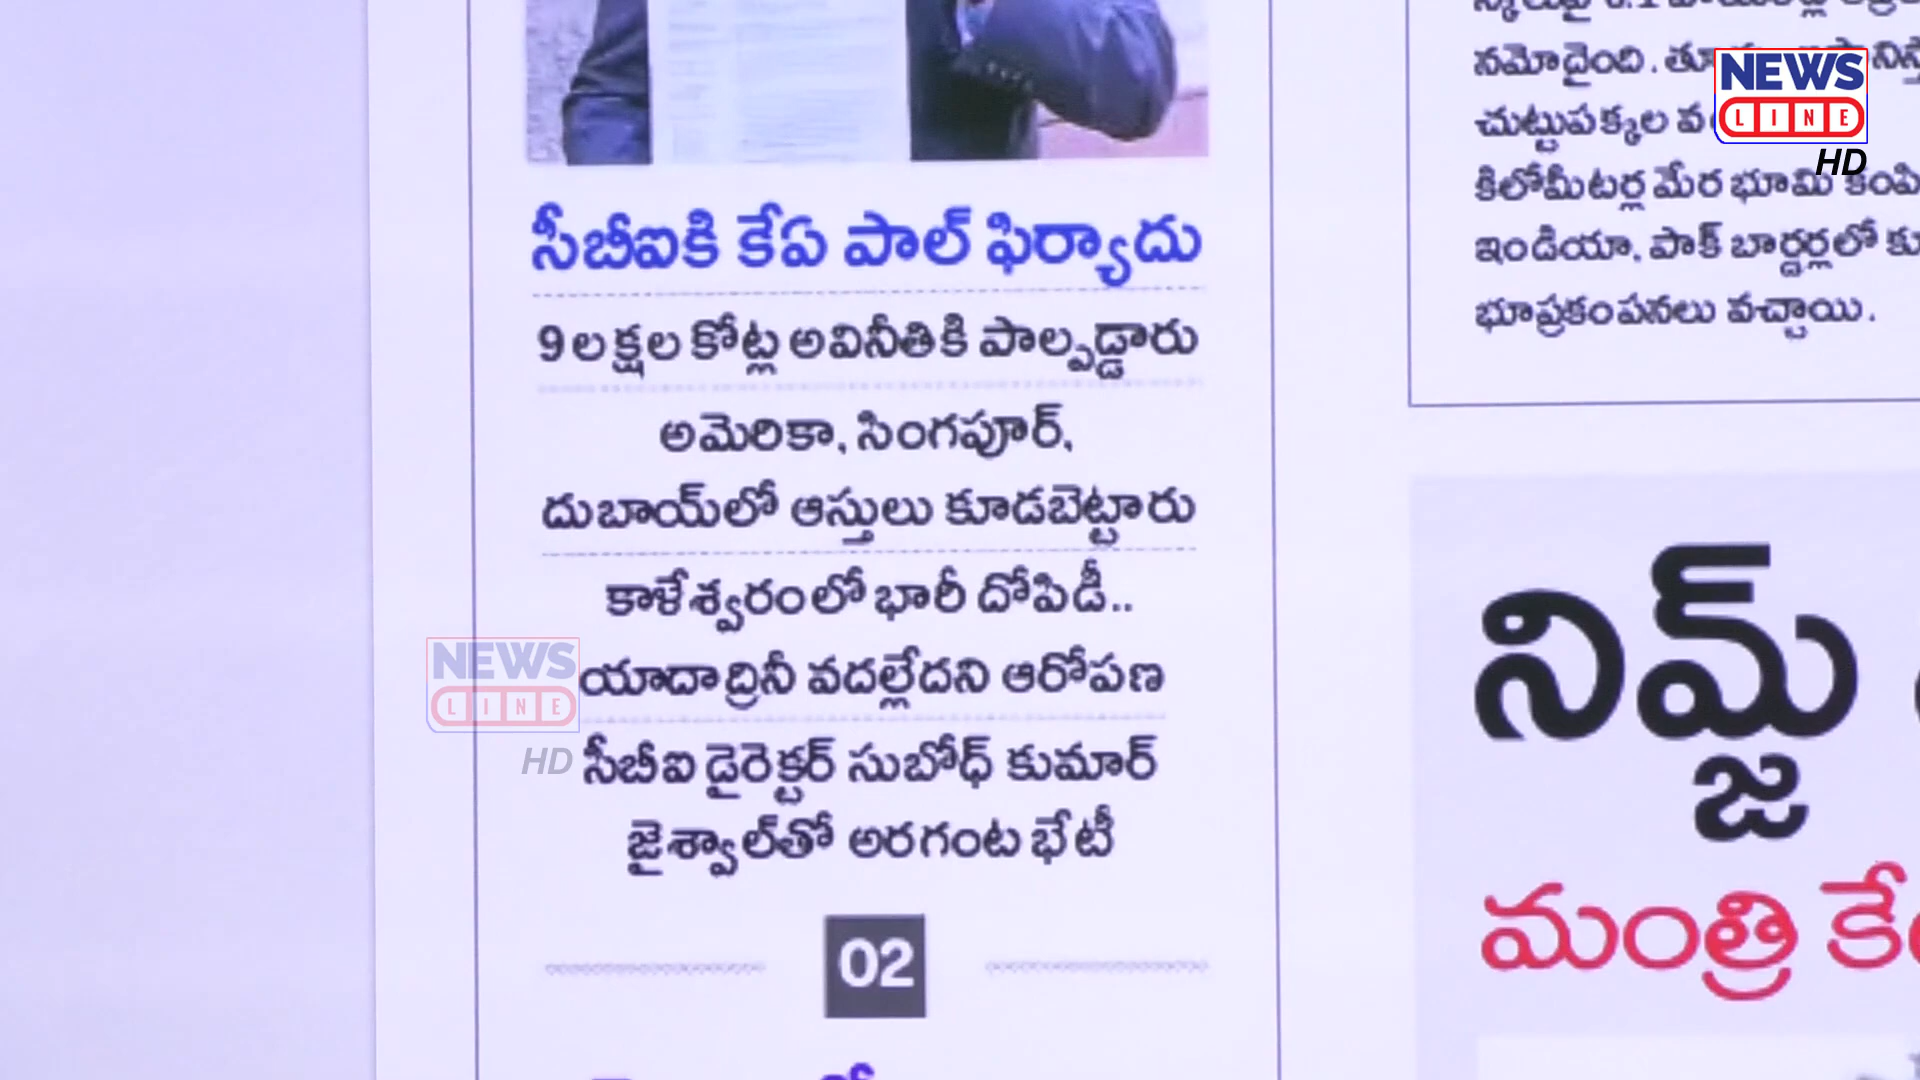 సీబీఐకి కేఏ పాల్ ఫిర్యాదు
9 లక్షల కోట్ల అవినీతికి పాల్పడ్డారు
అమెరికా, సింగపూర్,
దుబాయ్‌లో ఆస్తులు కూడబెట్టారు
కాళేశ్వరంలో భారీ దోపిడీ..
యాదాద్రినీ వదల్లేదని ఆరోపణ
సీబీఐ డైరెక్టర్ సుబోధ్ కుమార్
జైశ్వాల్‌తో అరగంట భేటీ
02
నమోదైంది.
చుట్టుపక్కల
కిలోమీటర్ల మేర భూమి
ఇండియా, పాక్ బార్డర్లలో
భూప్రకంపనలు వచ్చాయి.
నిమ్జ్
మంత్రి
NEWS
LINE
HD
NEWS
LINE
HD